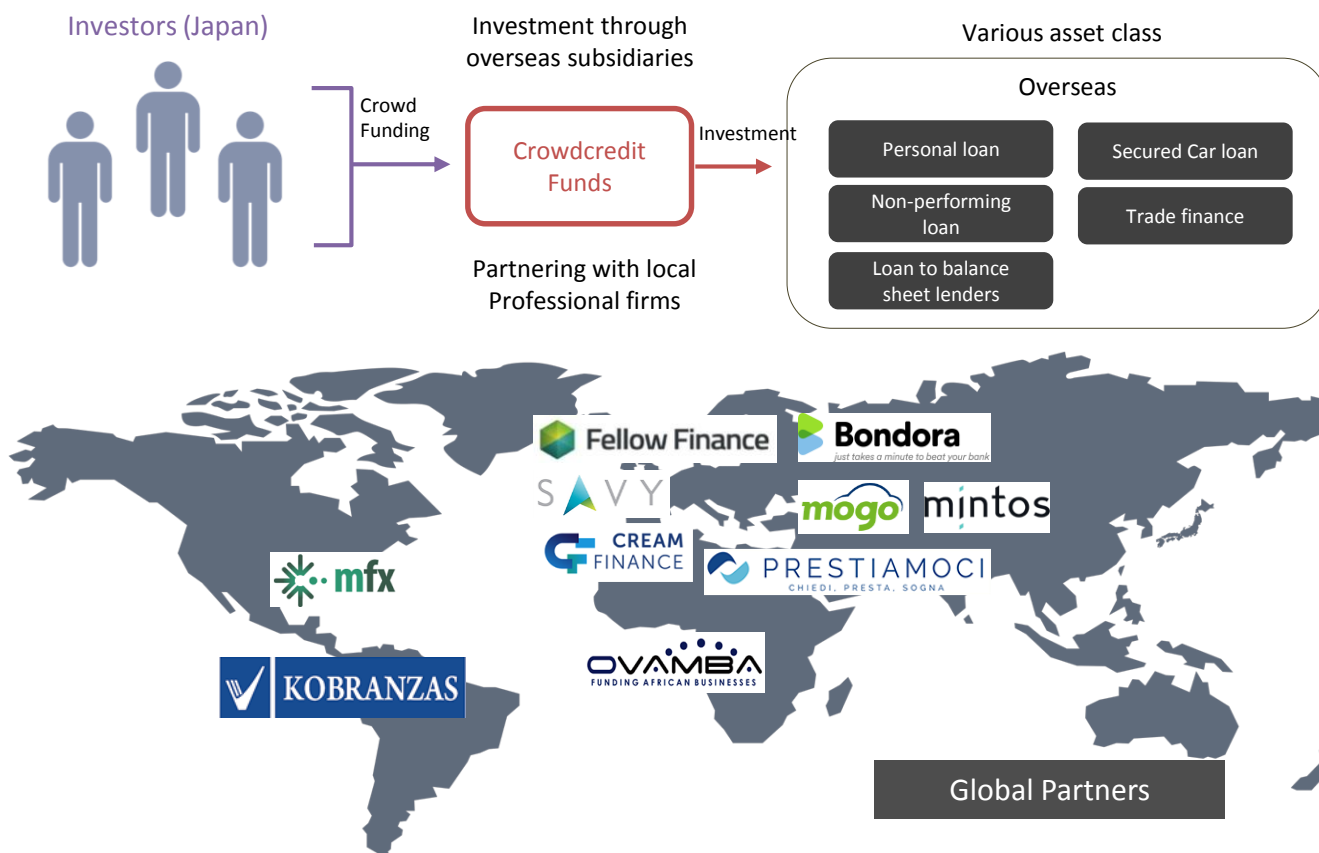 Investors (Japan)
Investment through
overseas subsidiaries
Various asset class
Crowd
Funding
Crowdcredit
Funds
Investment
Overseas
Personal loan
Secured Car loan
Non-performing
loan
Trade finance
Loan to balance
sheet lenders
Partnering with local
Professional firms
Fellow Finance
Bondora
just takes a minute to beat your bank
SAVY
mogo
mintos
CREAM
FINANCE
PRESTIAMOCI
CHIEDI, PRESTA, SOGNA
mfx
OVAMBA
FUNDING AFRICAN BUSINESSES
KOBRANZAS
Global Partners